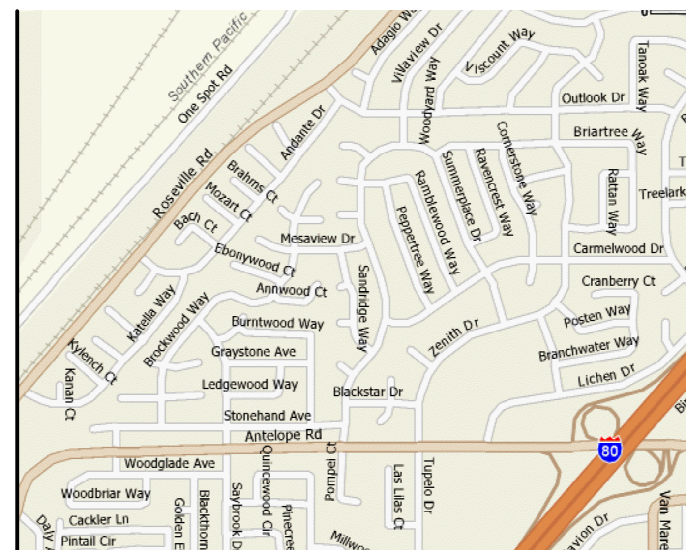 Adagio W
Southern Pacific
One Spot Rd
Villaview Dr
Viscount Way
Tanoak Way
Outlook Dr
Woodyard Way
Andante Dr
Briartree Way
Cornerstone Way
Roseville Rd
Brahms Ct
Mozart Ct
Bach Ct
Summerplace Dr
Ravencrest Way
Ramblewood Way
Peppertree Way
Rattan Way
T
Treelark
Mesaview Dr
Ebonywood Ct
Carmelwood Dr
Annwood Ct
Sandridge Way
Cranberry Ct
Katella Way
Brockwood Way
Burntwood Way
Posten Way
Zenith Dr
Kylench Ct
Graystone Ave
Branchwater Way
Kanan Ct
Ledgewood Way
Blackstar Dr
Lichen Dr
Stonehand Ave
Antelope Rd
80
Woodglade Ave
Quincewood Cir
Pompei Ct
Las Lilas Ct
Tupelo Dr
Woodbriar Way
Golden E
Blackthorn
Saybrook D
Pinecre
Cackler Ln
Daly A
Pintail Cir
Millwo
avion Dr
Van Mare